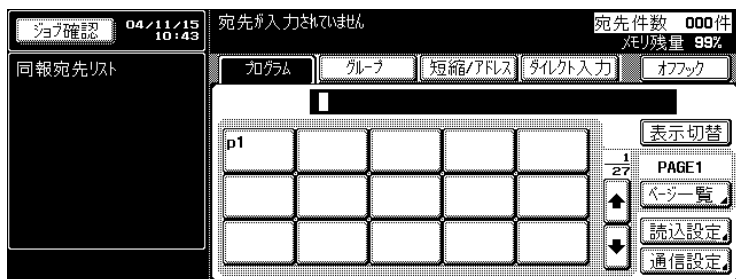 ジョブ確認
04/11/15
10:43
宛先が入力されていません
宛先件数 000件
メモリ残量 99%
同報宛先リスト
プログラム グループ 短縮/アドレス ダイレクト入力 オフフック
表示切替
p1
1/27
PAGE1
ページ一覧
読込設定
通信設定